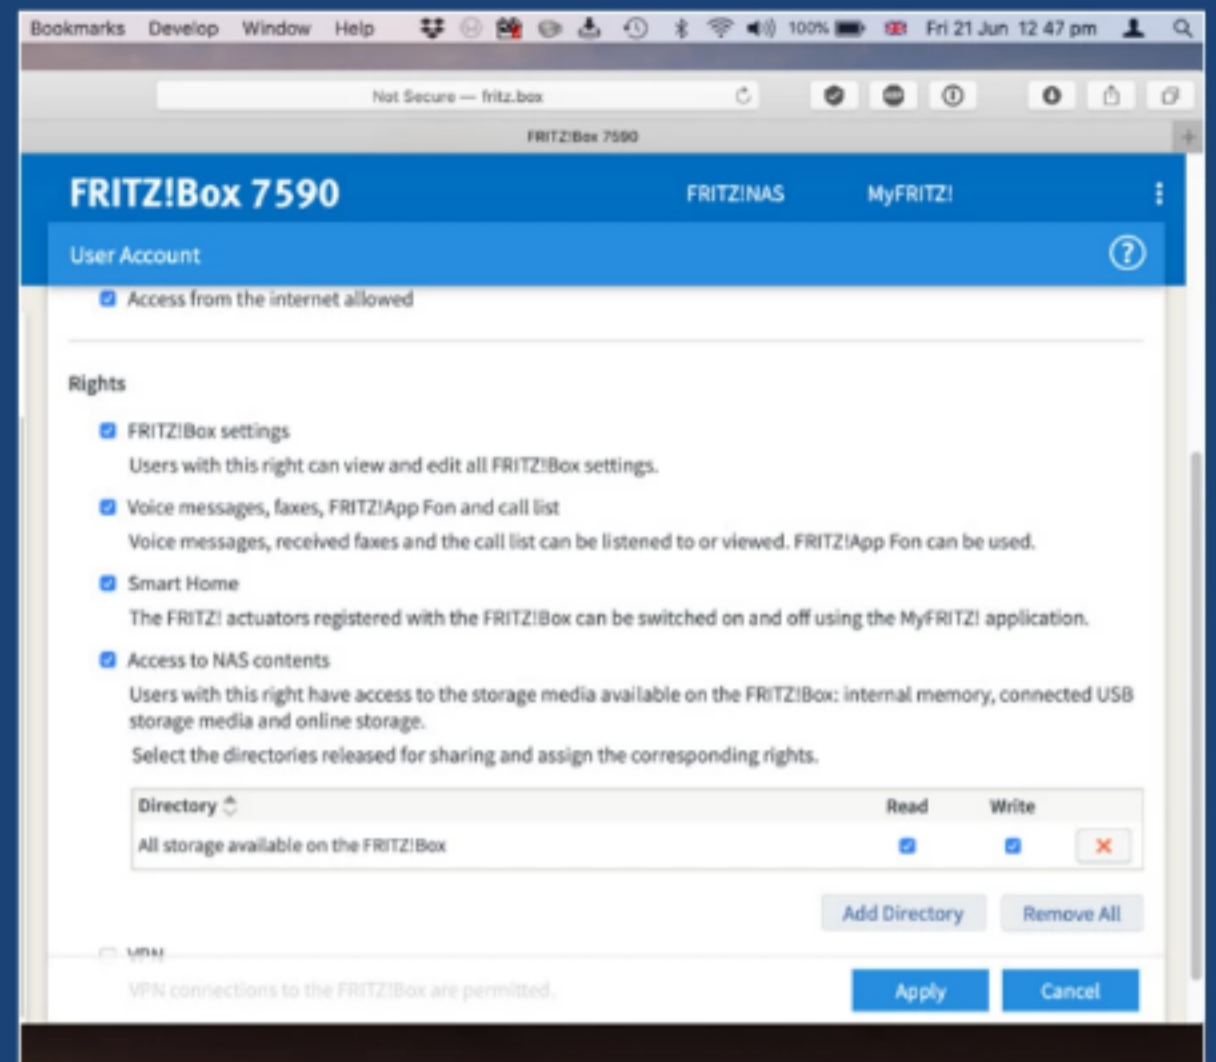 Bookmarks Develop Window Help 100% Fri 21 Jun 12 47 pm
Not Secure — fritz.box
FRITZ!Box 7590
FRITZ!Box 7590 FRITZ!NAS MyFRITZ!
User Account ?
Access from the internet allowed
Rights
FRITZ!Box settings
Users with this right can view and edit all FRITZ!Box settings.
Voice messages, faxes, FRITZ!App Fon and call list
Voice messages, received faxes and the call list can be listened to or viewed. FRITZ!App Fon can be used.
Smart Home
The FRITZ! actuators registered with the FRITZ!Box can be switched on and off using the MyFRITZ! application.
Access to NAS contents
Users with this right have access to the storage media available on the FRITZ!Box: internal memory, connected USB
storage media and online storage.
Select the directories released for sharing and assign the corresponding rights.
Directory Read Write
All storage available on the FRITZ!Box
Add Directory Remove All
VPN
VPN connections to the FRITZ!Box are permitted.
Apply Cancel